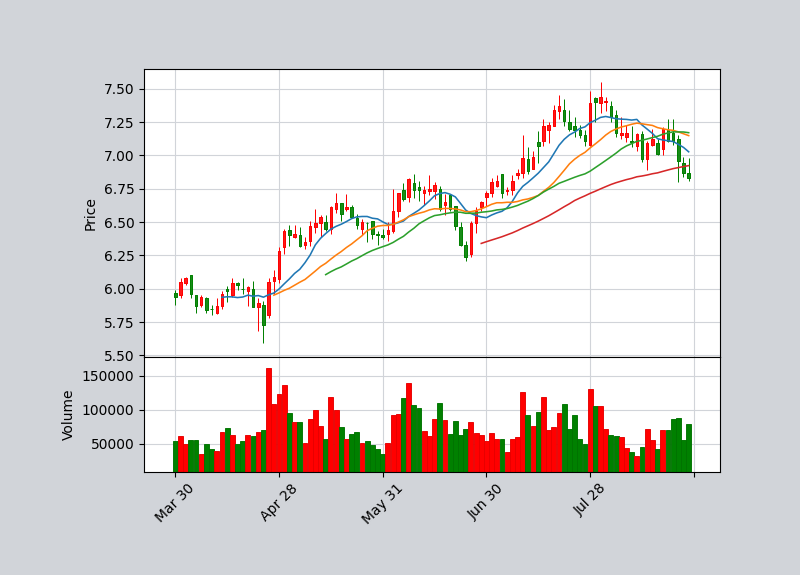 7.50
7.25
7.00
6.75
6.50
6.25
6.00
5.75
5.50
Price
150000
100000
50000
Volume
Mar 30
Apr 28
May 31
Jun 30
Jul 28